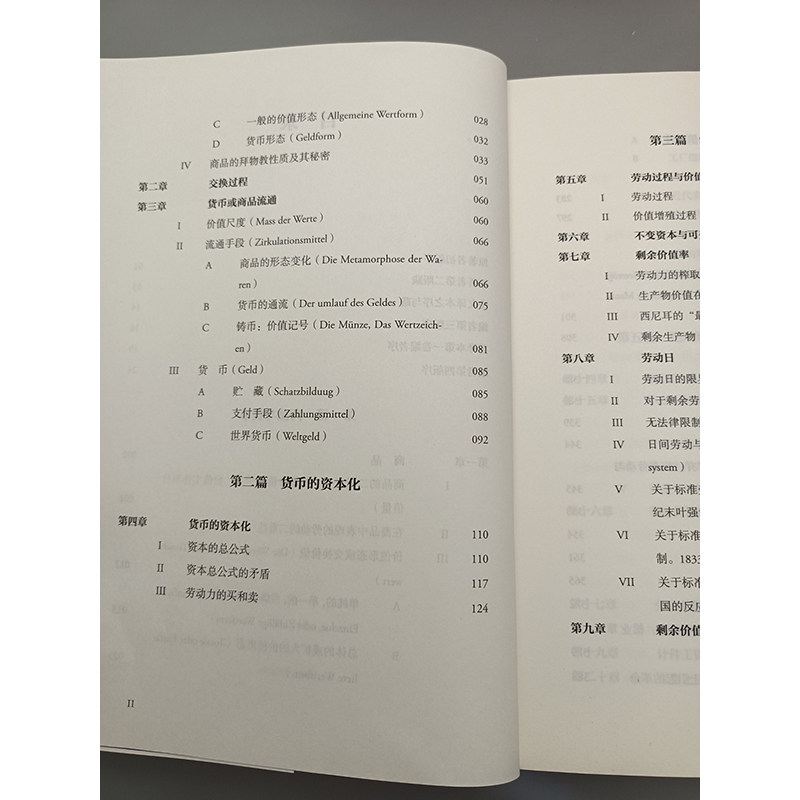 C 一般的价值形态（Allgemeine Wertform） 028
D 货币形态（Geldform） 032
IV 商品的拜物教性质及其秘密 033
第二章 交换过程 051
第三章 货币或商品流通 060
I 价值尺度（Mass der Werte） 060
II 流通手段（Zirkulationsmittel） 066
A 商品的形态变化（Die Metamorphose der Wa-
ren） 066
B 货币的通流（Der umlauf des Geldes） 075
C 铸币；价值记号（Die Münze, Das Wertzeich-
en） 081
III 货 币（Geld） 085
A 贮 藏（Schatzbilduug） 085
B 支付手段（Zahlungsmittel） 088
C 世界货币（Weltgeld） 092
第二篇 货币的资本化
第四章 货币的资本化 110
I 资本的总公式 110
II 资本总公式的矛盾 117
III 劳动力的买和卖 124
II
第三篇
第五章 劳动过程与价值
I 劳动过程
II 价值增殖过程
第六章 不变资本与可
第七章 剩余价值率
I 劳动力的榨取
II 生产物价值在
III 西尼耳的“最
IV 剩余生产物
第八章 劳动日
I 劳动日的限界
II 对于剩余劳
III 无法律限制
IV 日间劳动与
system）
V 关于标准
纪末叶强
VI 关于标准
制。1833
VII 关于标准
国的反应
第九章 剩余价值